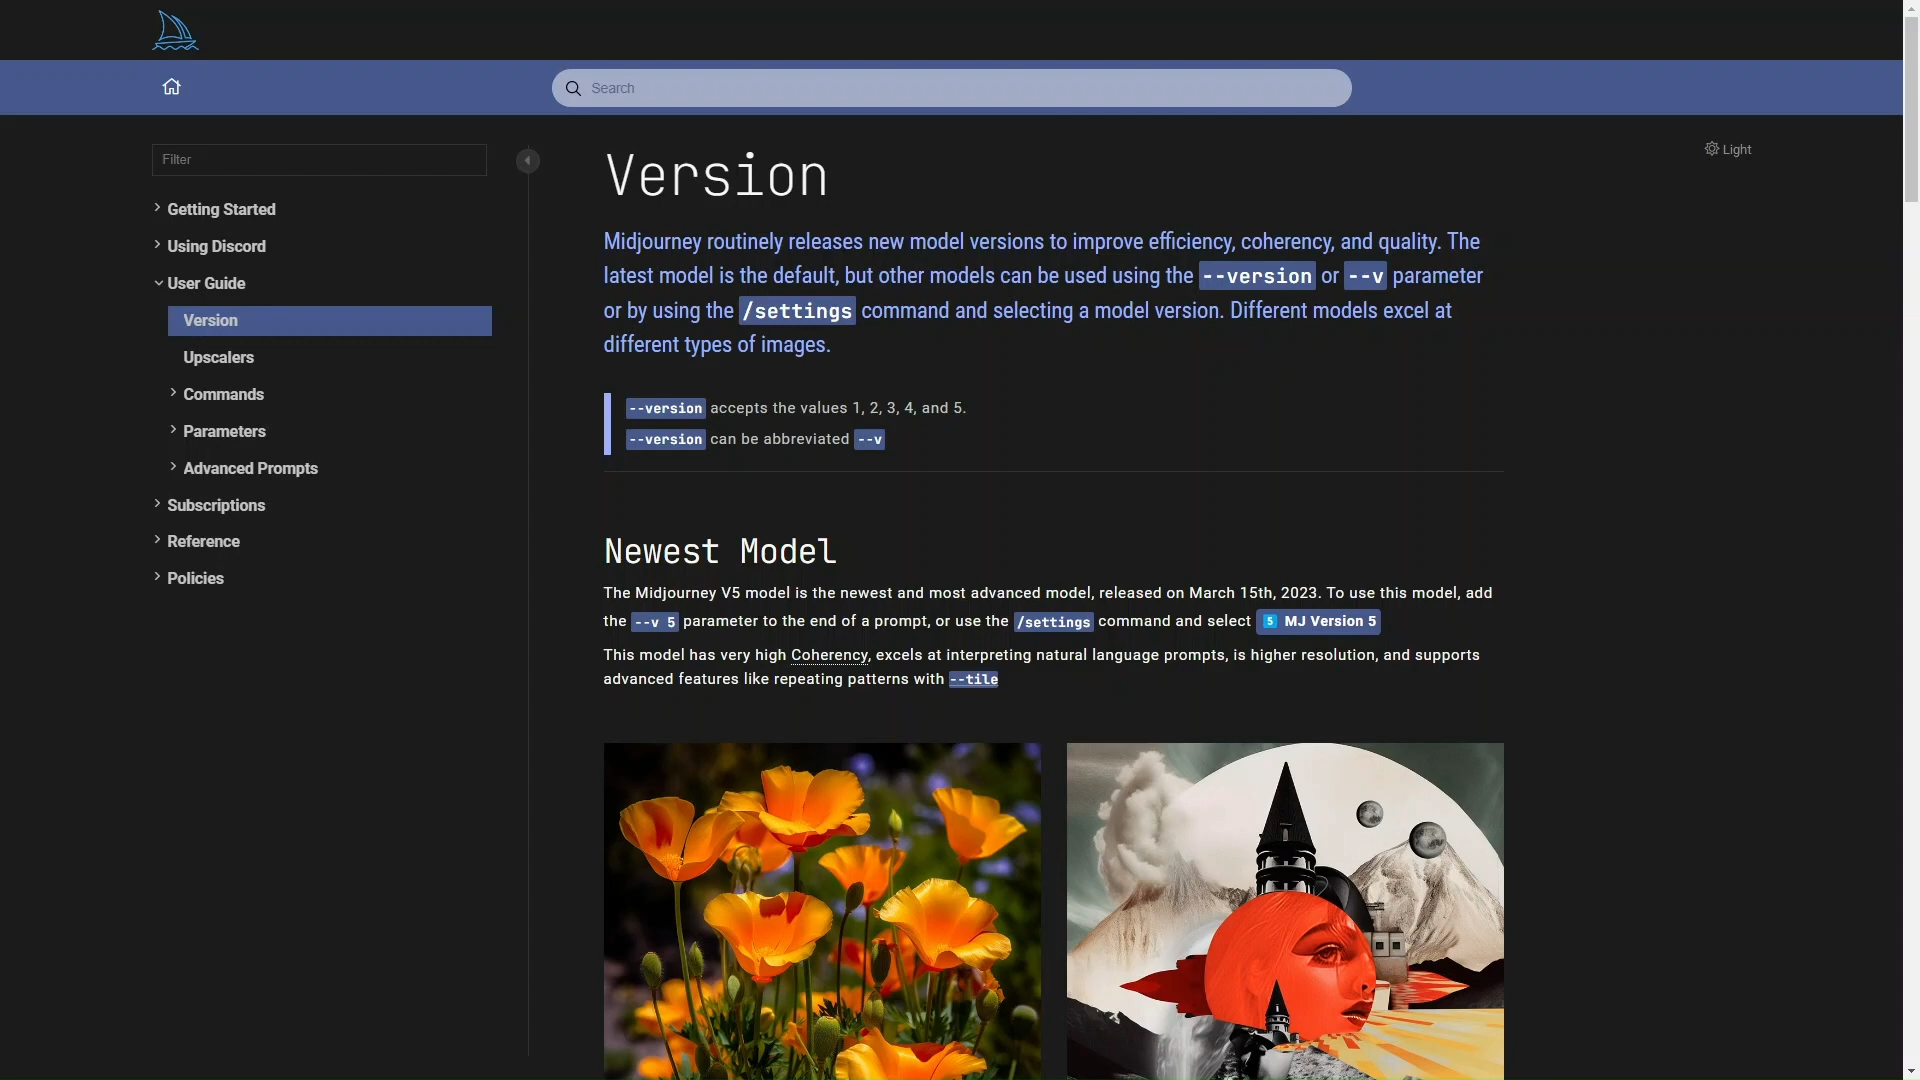 Search
Filter
Getting Started
Using Discord
User Guide
Version
Upscalers
Commands
Parameters
Advanced Prompts
Subscriptions
Reference
Policies
Light
Version
Midjourney routinely releases new model versions to improve efficiency, coherency, and quality. The
latest model is the default, but other models can be used using the --version or --v parameter
or by using the /settings command and selecting a model version. Different models excel at
different types of images.
--version accepts the values 1, 2, 3, 4, and 5.
--version can be abbreviated --v
Newest Model
The Midjourney V5 model is the newest and most advanced model, released on March 15th, 2023. To use this model, add
the --v 5 parameter to the end of a prompt, or use the /settings command and select 5 MJ Version 5
This model has very high Coherency, excels at interpreting natural language prompts, is higher resolution, and supports
advanced features like repeating patterns with --tile